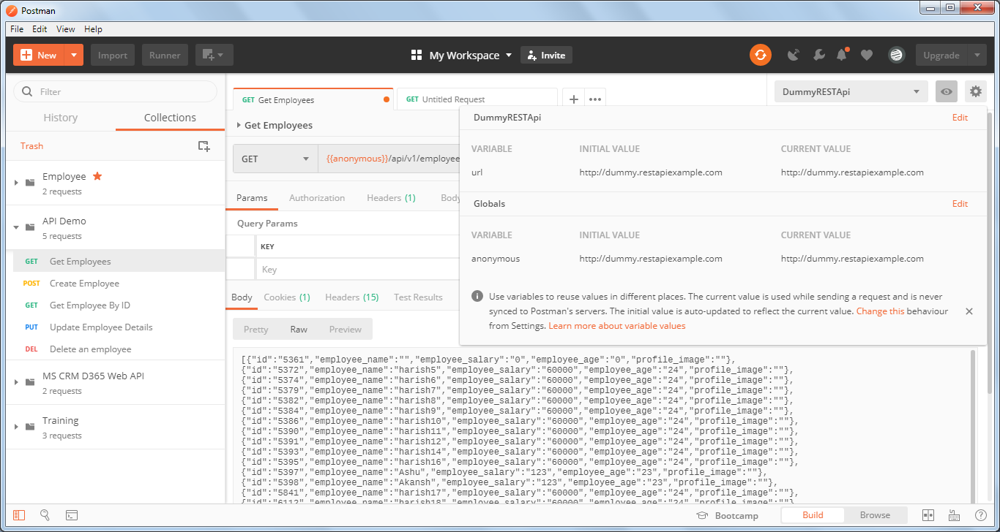 Postman
File Edit View Help
New Import Runner My Workspace Invite Upgrade
Filter
History Collections
Trash
Employee
2 requests
API Demo
5 requests
GET Get Employees
POST Create Employee
GET Get Employee By ID
PUT Update Employee Details
DEL Delete an employee
MS CRM D365 Web API
2 requests
Training
3 requests
GET Get Employees GET Untitled Request
DummyRESTApi
Get Employees
GET {{anonymous}}/api/v1/employee
Params Authorization Headers (1) Body
Query Params
KEY
Key
DummyRESTApi Edit
VARIABLE INITIAL VALUE CURRENT VALUE
url http://dummy.restapiexample.com http://dummy.restapiexample.com
Globals Edit
VARIABLE INITIAL VALUE CURRENT VALUE
anonymous http://dummy.restapiexample.com http://dummy.restapiexample.com
Use variables to reuse values in different places. The current value is used while sending a request and is never
synced to Postman's servers. The initial value is auto-updated to reflect the current value. Change this behaviour
from Settings. Learn more about variable values
Body Cookies (1) Headers (15) Test Results
Pretty Raw Preview
[{"id":"5361","employee_name":"","employee_salary":"0","employee_age":"0","profile_image":""},
{"id":"5372","employee_name":"harish5","employee_salary":"60000","employee_age":"24","profile_image":""},
{"id":"5374","employee_name":"harish6","employee_salary":"60000","employee_age":"24","profile_image":""},
{"id":"5379","employee_name":"harish7","employee_salary":"60000","employee_age":"24","profile_image":""},
{"id":"5382","employee_name":"harish8","employee_salary":"60000","employee_age":"24","profile_image":""},
{"id":"5384","employee_name":"harish9","employee_salary":"60000","employee_age":"24","profile_image":""},
{"id":"5386","employee_name":"harish10","employee_salary":"60000","employee_age":"24","profile_image":""},
{"id":"5390","employee_name":"harish11","employee_salary":"60000","employee_age":"24","profile_image":""},
{"id":"5391","employee_name":"harish12","employee_salary":"60000","employee_age":"24","profile_image":""},
{"id":"5393","employee_name":"harish14","employee_salary":"60000","employee_age":"24","profile_image":""},
{"id":"5395","employee_name":"harish16","employee_salary":"60000","employee_age":"24","profile_image":""},
{"id":"5397","employee_name":"Ashu","employee_salary":"123","employee_age":"23","profile_image":""},
{"id":"5398","employee_name":"Akansh","employee_salary":"123","employee_age":"23","profile_image":""},
{"id":"5841","employee_name":"harish17","employee_salary":"60000","employee_age":"24","profile_image":""},
{"id":"6112","employee_name":"harish18","employee_salary":"60000","employee_age":"24","profile_image":""},
Bootcamp Build Browse